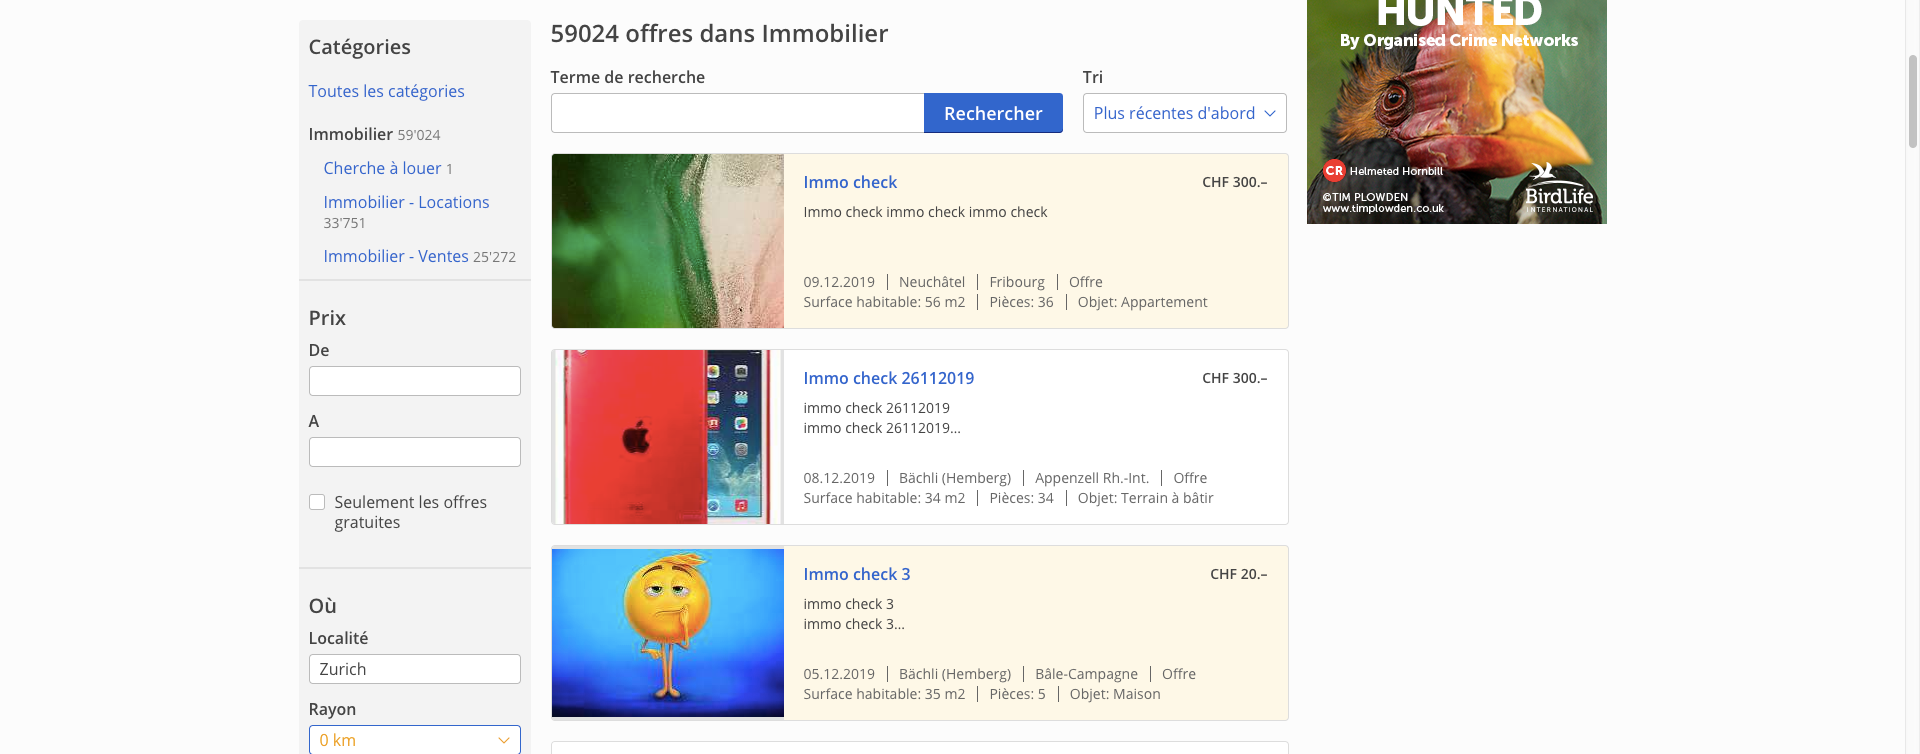 Catégories
Toutes les catégories
Immobilier 59'024
Cherche à louer 1
Immobilier - Locations
33'751
Immobilier - Ventes 25'272
Prix
De
A
Seulement les offres
gratuites
Où
Localité
Zurich
Rayon
0 km
59024 offres dans Immobilier
Terme de recherche
Rechercher
Tri
Plus récentes d'abord
Immo check
CHF 300.–
Immo check immo check immo check
09.12.2019 | Neuchâtel | Fribourg | Offre
Surface habitable: 56 m2 | Pièces: 36 | Objet: Appartement
Immo check 26112019
CHF 300.–
immo check 26112019
immo check 26112019...
08.12.2019 | Bächli (Hemberg) | Appenzell Rh.-Int. | Offre
Surface habitable: 34 m2 | Pièces: 34 | Objet: Terrain à bâtir
Immo check 3
CHF 20.–
immo check 3
immo check 3...
05.12.2019 | Bächli (Hemberg) | Bâle-Campagne | Offre
Surface habitable: 35 m2 | Pièces: 5 | Objet: Maison
HUNTED
By Organised Crime Networks
CR Helmeted Hornbill
©TIM PLOWDEN
www.timplowden.co.uk
BirdLife
INTERNATIONAL